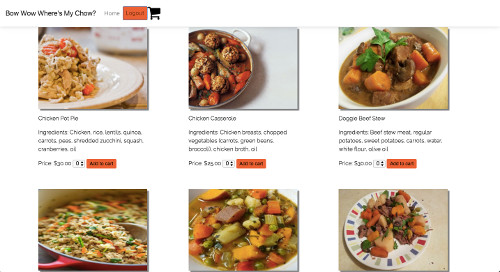 Bow Wow Where's My Chow? Home Logout
Chicken Pot Pie
Ingredients: Chicken, rice, lentils, quinoa,
carrots, peas, shredded zucchini, squash,
cranberries, oil
Price: $30.00 0 Add to cart
Chicken Casserole
Ingredients: Chicken breasts, chopped
vegetables (carrots, green beans,
broccoli), chicken broth, oil
Price: $25.00 0 Add to cart
Doggie Beef Stew
Ingredients: Beef stew meat, regular
potatoes, sweet potatoes, carrots, water,
white flour, olive oil
Price: $30.00 0 Add to cart